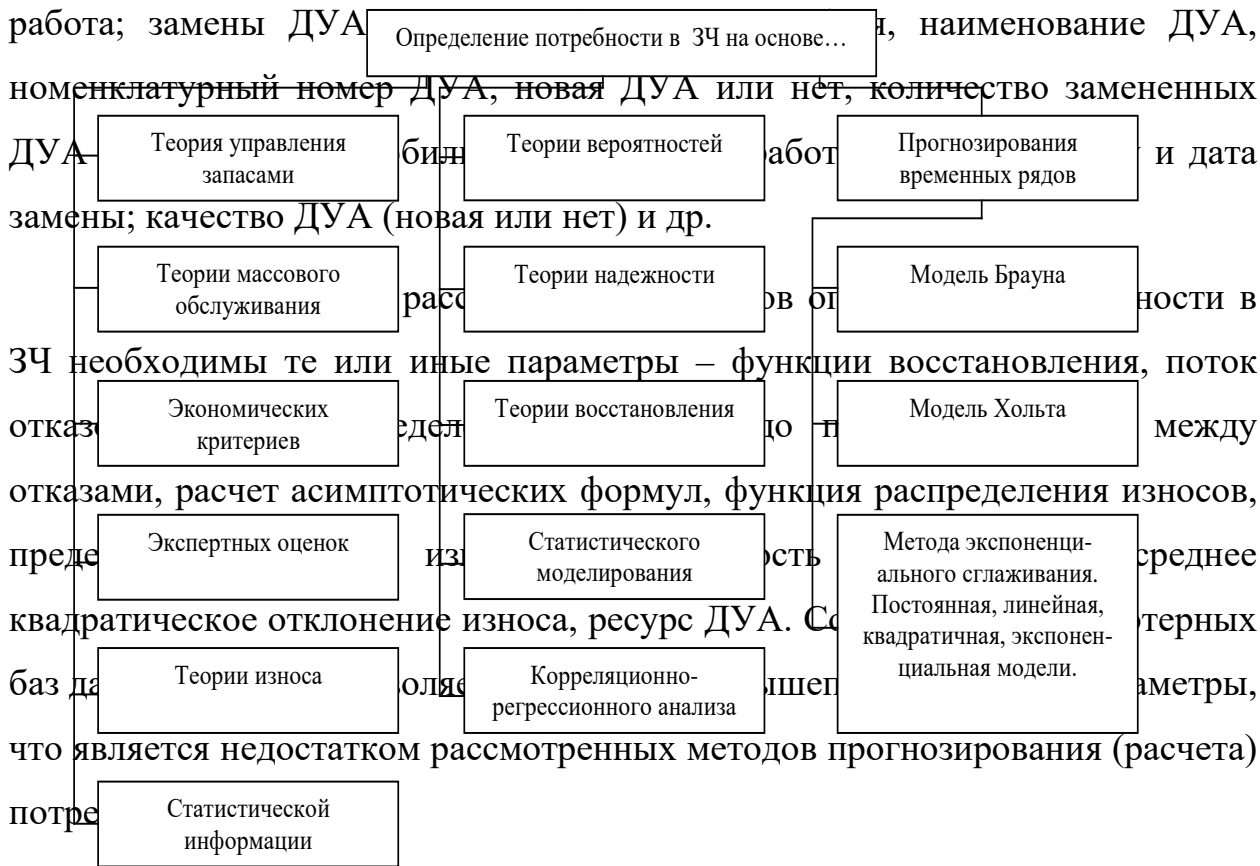 работа; замены ДУА я, наименование ДУА,
Определение потребности в ЗЧ на основе…
номенклатурный номер ДУА, новая ДУА или нет, количество замененных
ДУА и дата
замены; качество ДУА (новая или нет) и др.
Теория управления
запасами
Теории вероятностей
Прогнозирования
временных рядов
Теории массового
обслуживания
Теории надежности
Модель Брауна
в
ЗЧ необходимы те или иные параметры – функции восстановления, поток
между
Экономических
критериев
Теории восстановления
Модель Хольта
отказами, расчет асимптотических формул, функция распределения износов,
среднее
Экспертных оценок
Статистического
моделирования
Метода экспоненци-
ального сглаживания.
Постоянная, линейная,
квадратичная, экспонен-
циальная модели.
квадратическое отклонение износа, ресурс ДУА.
баз
Теории износа
Корреляционно-
регрессионного анализа
что является недостатком рассмотренных методов прогнозирования (расчета)
Статистической
информации